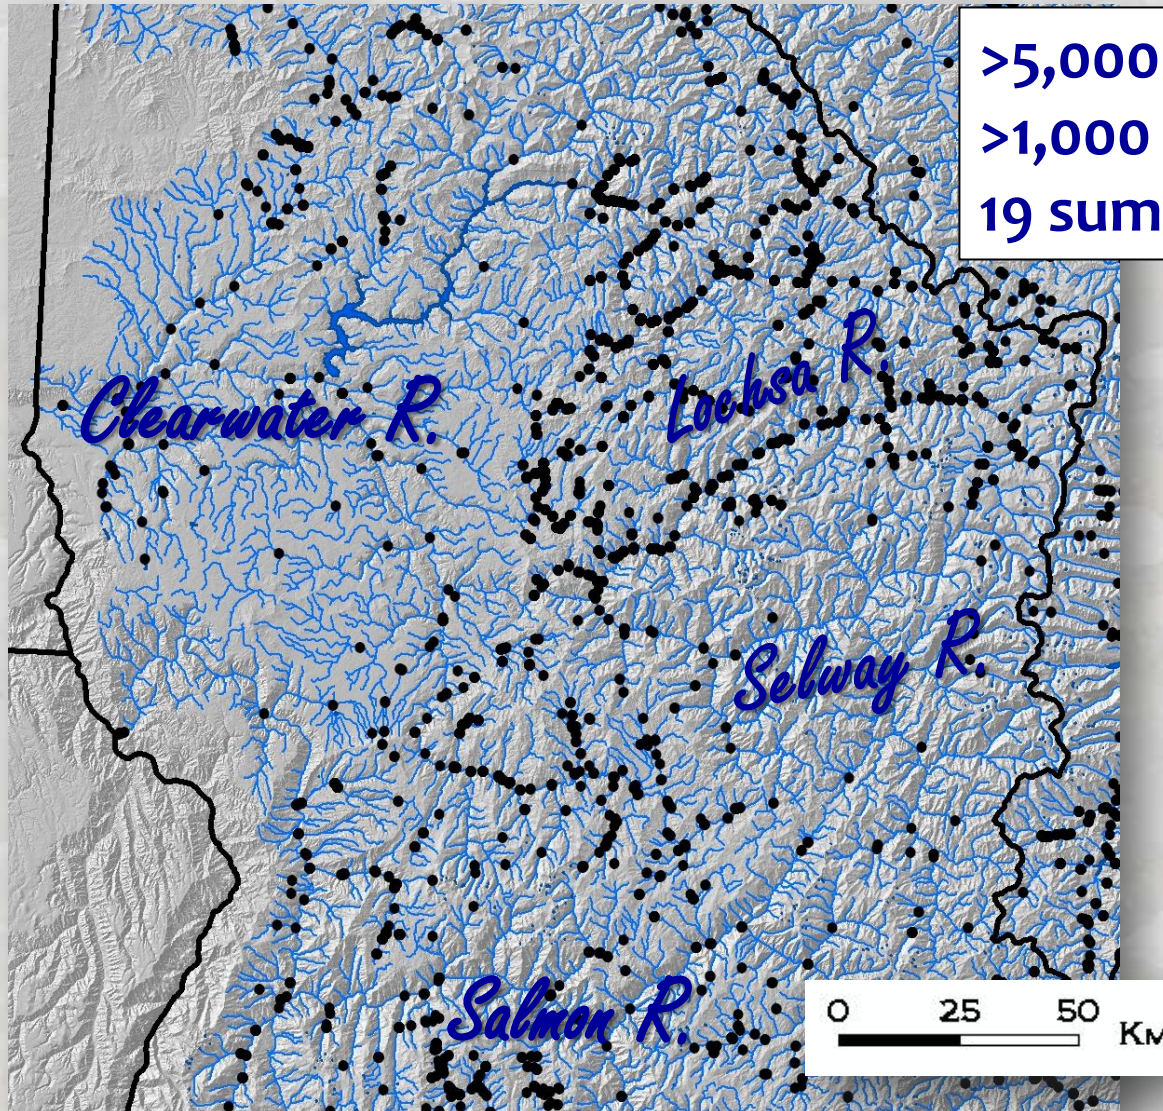 >5,000
>1,000
19 sum
Clearwater R.
Lochsa R.
Selway R.
Salmon R.
0 25 50
KM